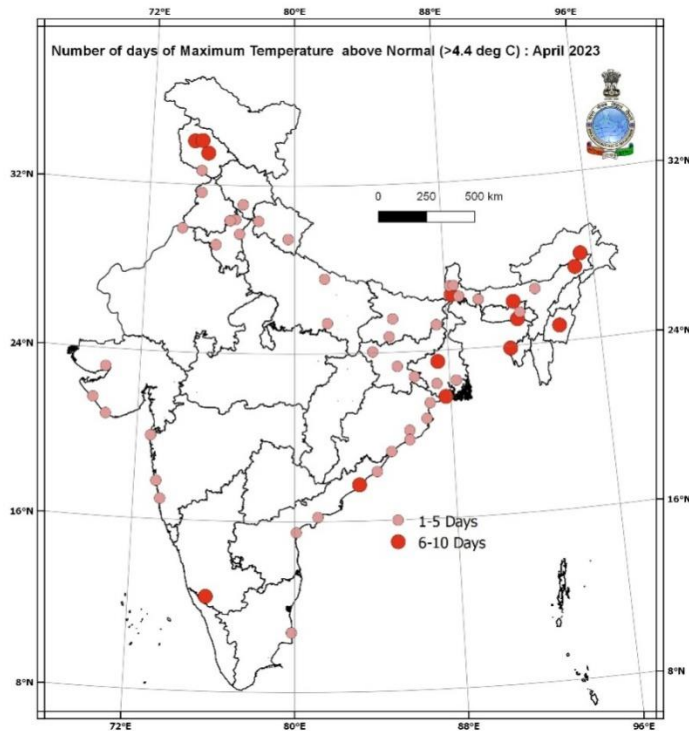 72°E 80°E 88°E 96°E
Number of days of Maximum Temperature above Normal (>4.4 deg C) : April 2023
32°N 32°N
0 250 500 km
24°N 24°N
16°N 16°N
1-5 Days
6-10 Days
8°N 8°N
72°E 80°E 88°E 96°E